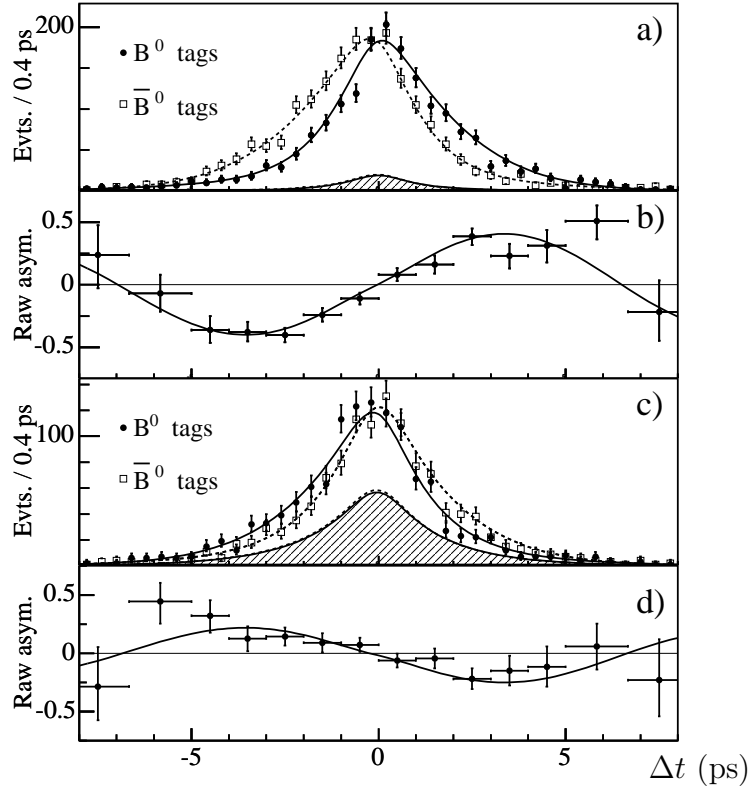 a)
200
B⁰ tags
B̅⁰ tags
Evts. / 0.4 ps
b)
0.5
0
-0.5
Raw asym.
c)
100
B⁰ tags
B̅⁰ tags
Evts. / 0.4 ps
d)
0.5
0
-0.5
Raw asym.
-5 0 5
Δt (ps)